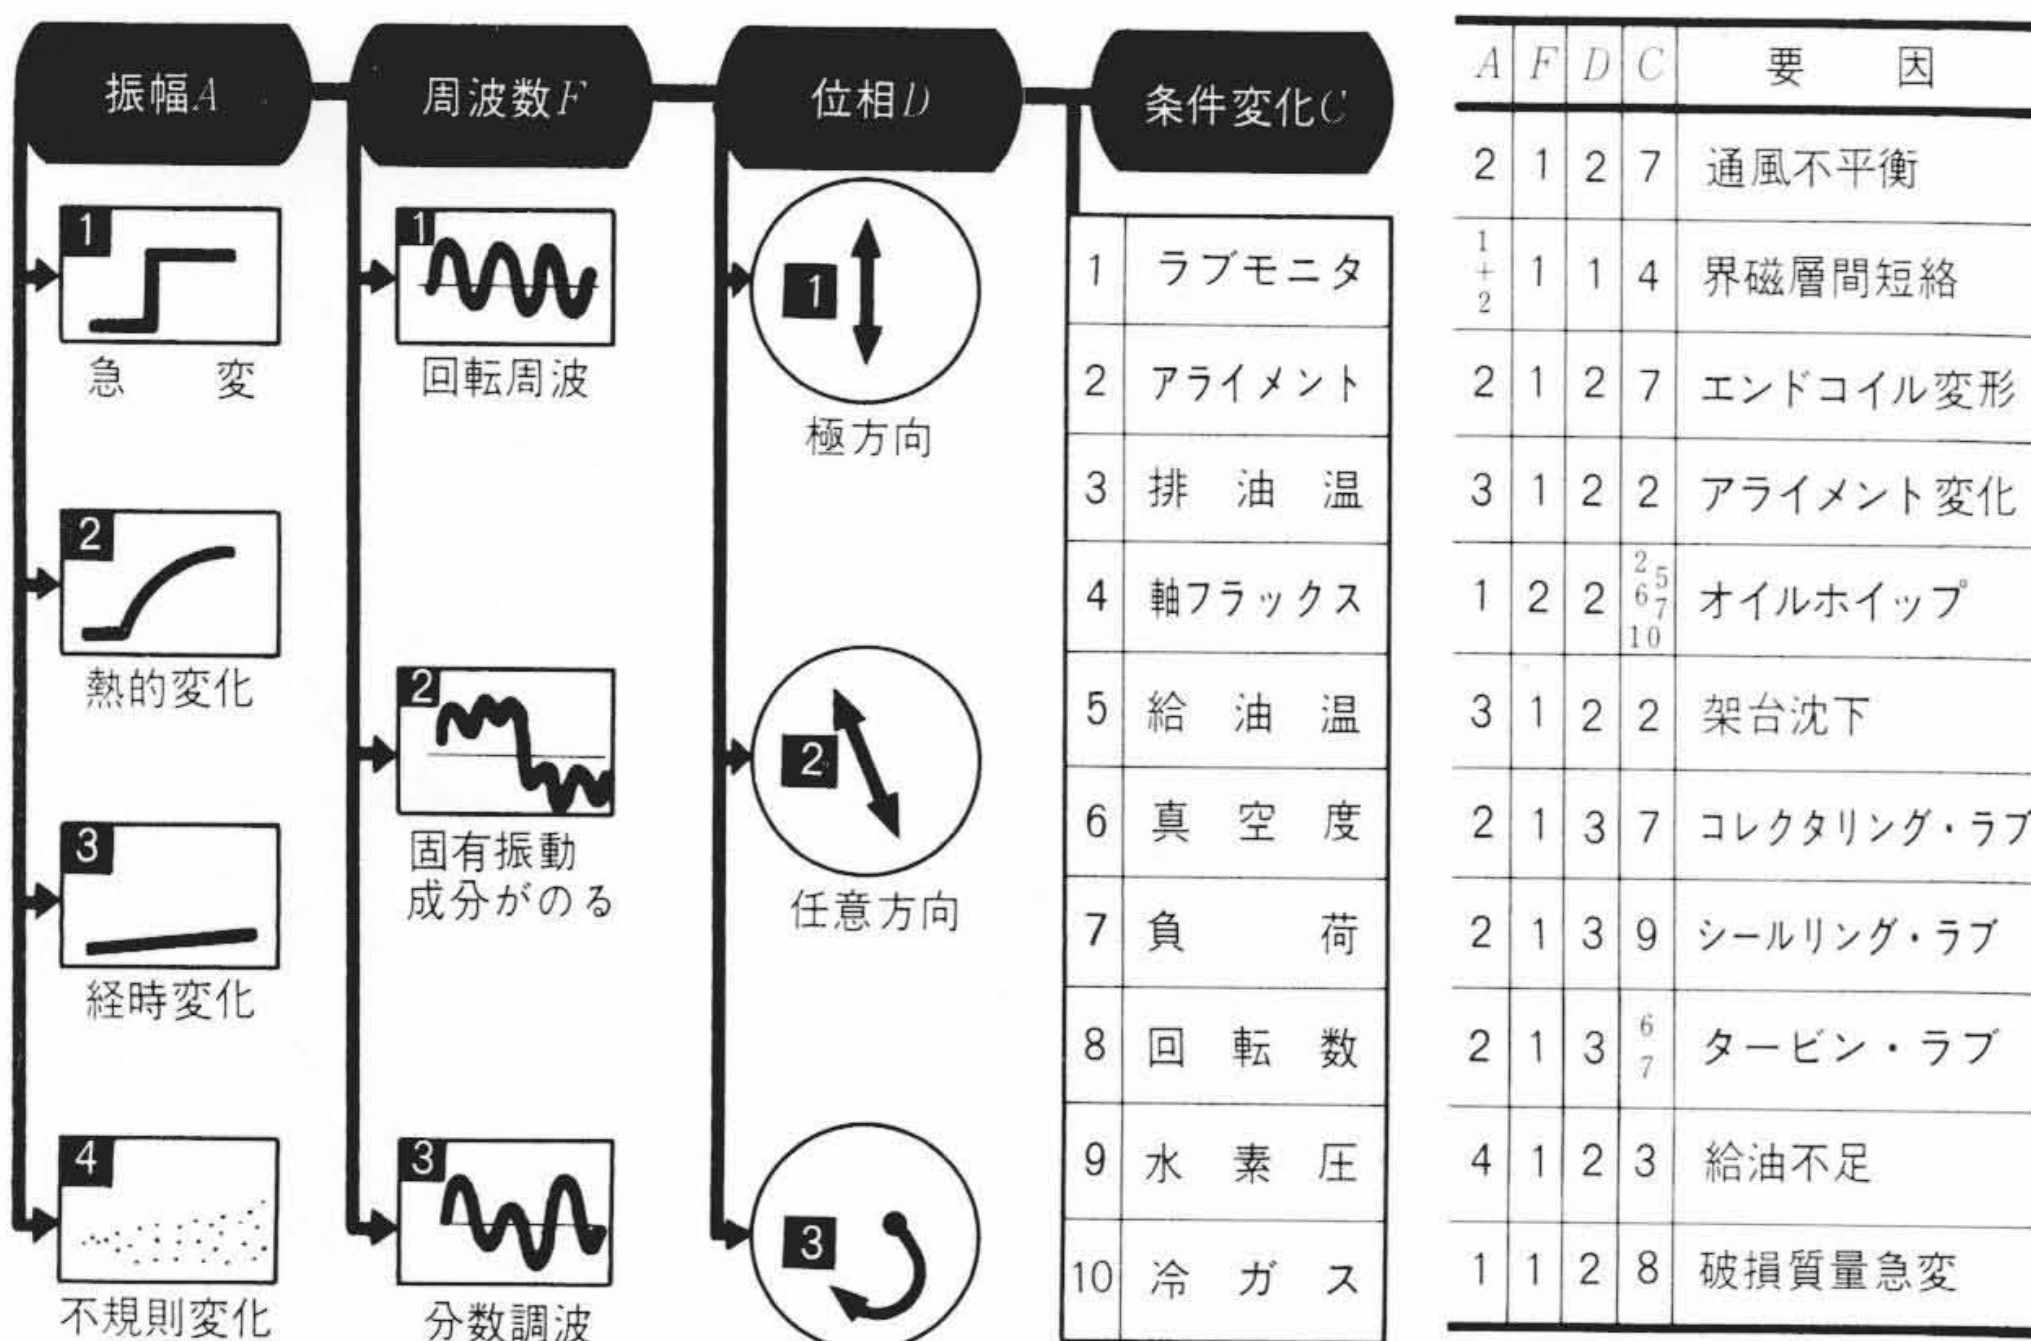 振幅A
周波数F
位相D
条件変化C
1
急 変
2
熱的変化
3
経時変化
4
不規則変化
1
回転周波
2
固有振動
成分がのる
3
分数調波
1
極方向
2
任意方向
3
1 ラブモニタ
2 アライメント
3 排油温
4 軸フラックス
5 給油温
6 真空度
7 負荷
8 回転数
9 水素圧
10 冷ガス
A F D C 要因
2 1 2 7 通風不平衡
1+2 1 1 4 界磁層間短絡
2 1 2 7 エンドコイル変形
3 1 2 2 アライメント変化
1 2 2 2 5 6 7 10 オイルホイップ
3 1 2 2 架台沈下
2 1 3 7 コレクタリング・ラブ
2 1 3 9 シールリング・ラブ
2 1 3 6 7 タービン・ラブ
4 1 2 3 給油不足
1 1 2 8 破損質量急変